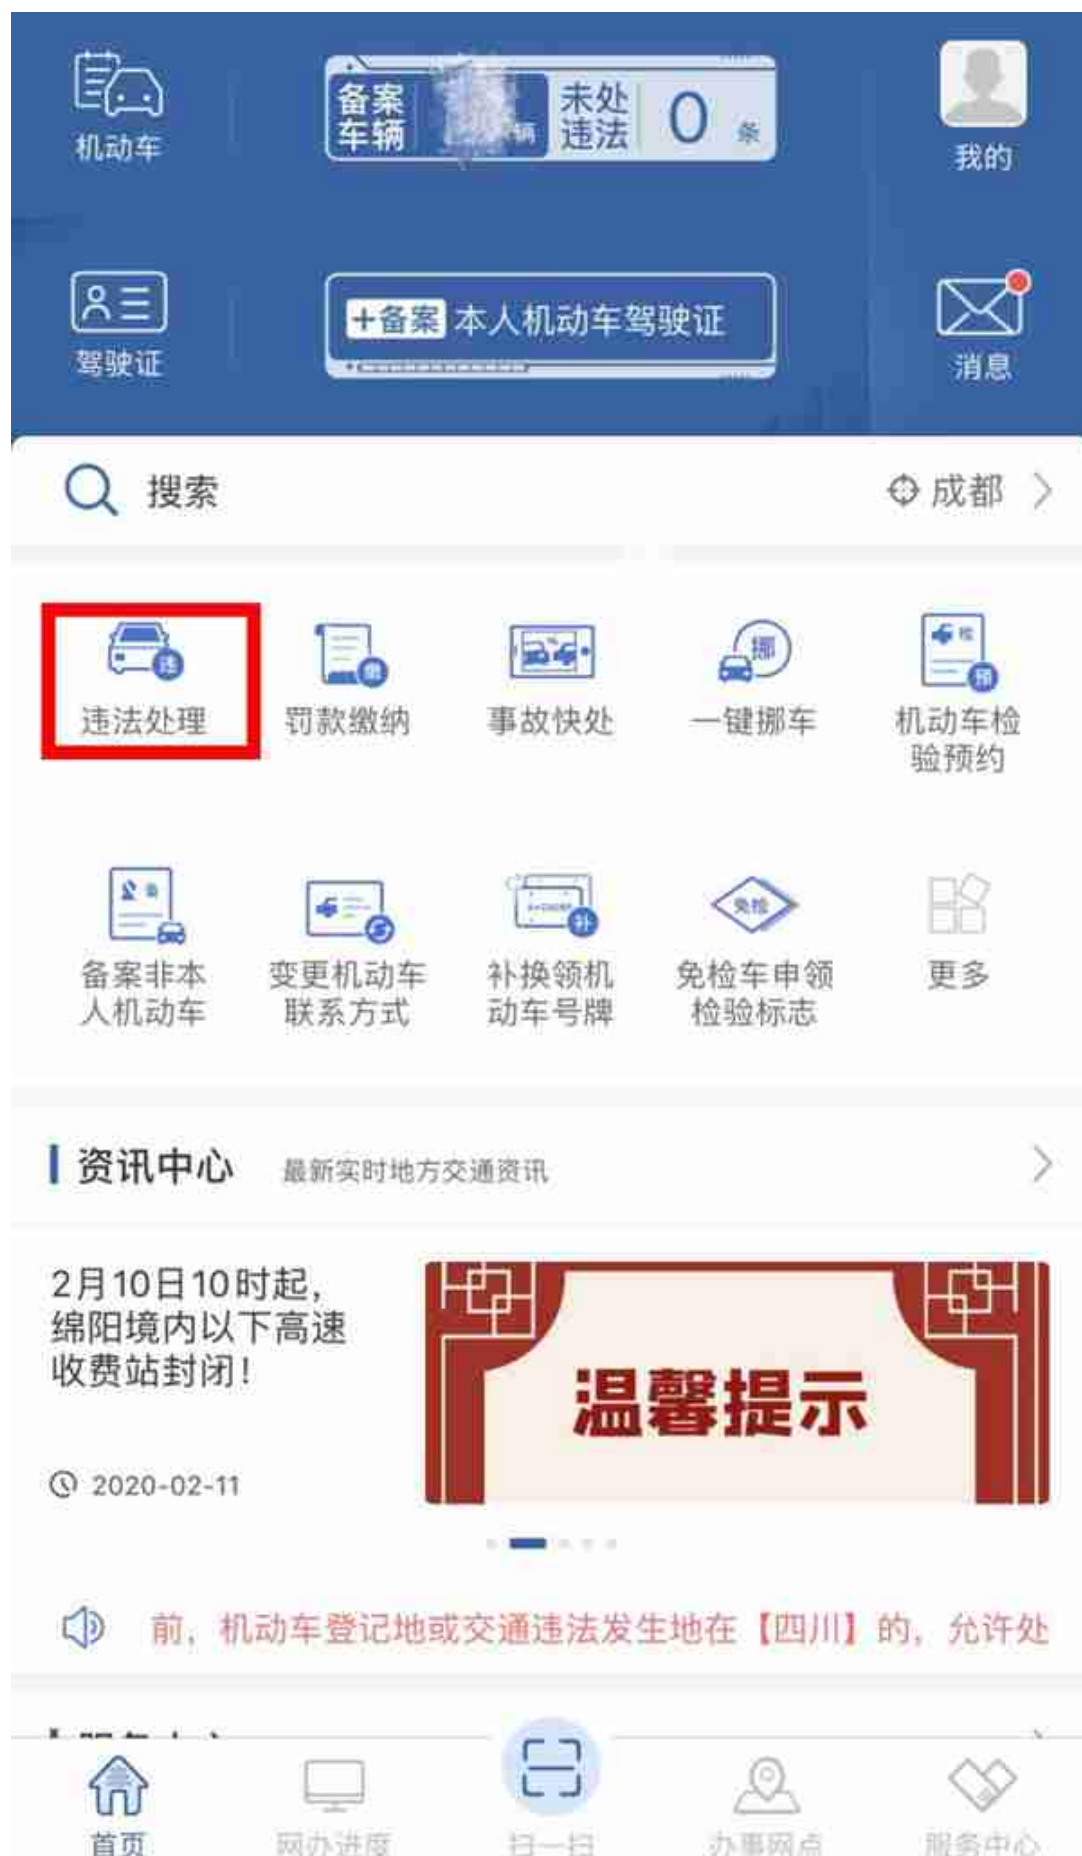 备案
车辆
辆
未处
违法
0
条
机动车
我的
+备案 本人机动车驾驶证
驾驶证
消息
搜索
成都
违
缴
挪
检
预
违法处理
罚款缴纳
事故快处
一键挪车
机动车检
验预约
补
免检
备案非本
人机动车
变更机动车
联系方式
补换领机
动车号牌
免检车申领
检验标志
更多
资讯中心
最新实时地方交通资讯
2月10日10时起,
绵阳境内以下高速
收费站封闭!
温馨提示
2020-02-11
前,机动车登记地或交通违法发生地在【四川】的,允许处
首页
网办进度
扫一扫
办事网点
服务中心